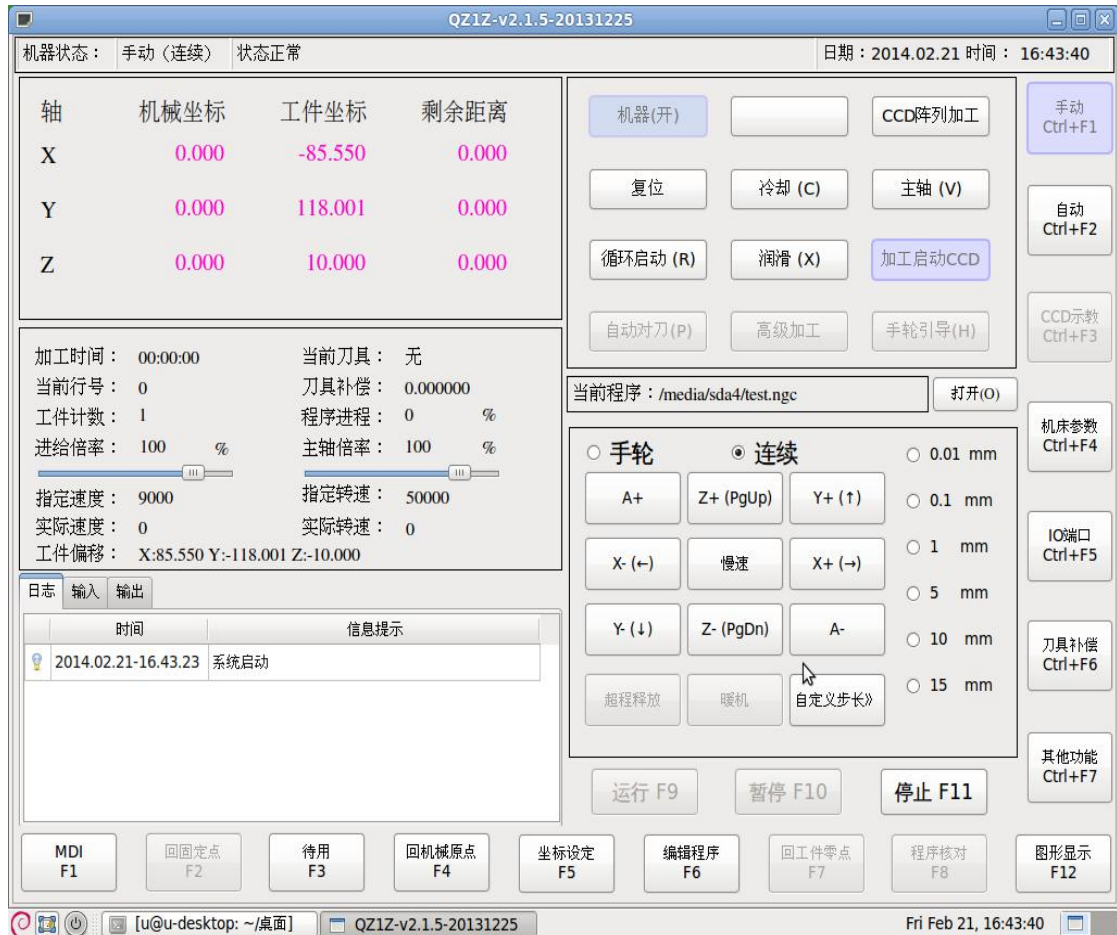 QZ1Z-v2.1.5-20131225
机器状态： 手动（连续） 状态正常 日期：2014.02.21 时间： 16:43:40
轴 机械坐标 工件坐标 剩余距离
X 0.000 -85.550 0.000
Y 0.000 118.001 0.000
Z 0.000 10.000 0.000
加工时间： 00:00:00 当前刀具： 无
当前行号： 0 刀具补偿： 0.000000
工件计数： 1 程序进程： 0 %
进给倍率： 100 % 主轴倍率： 100 %
指定速度： 9000 指定转速： 50000
实际速度： 0 实际转速： 0
工件偏移： X:85.550 Y:-118.001 Z:-10.000
日志 输入 输出
时间 信息提示
2014.02.21-16.43.23 系统启动
机器(开) CCD阵列加工
复位 冷却 (C) 主轴 (V)
循环启动 (R) 润滑 (X) 加工启动CCD
自动对刀(P) 高级加工 手轮引导(H)
当前程序：/media/sda4/test.ngc 打开(O)
手轮 连续 0.01 mm
A+ Z+ (PgUp) Y+ (↑) 0.1 mm
1 mm
X- (←) 慢速 X+ (→)
5 mm
Y- (↓) Z- (PgDn) A- 10 mm
超程释放 暖机 自定义步长》 15 mm
运行 F9 暂停 F10 停止 F11
手动
Ctrl+F1
自动
Ctrl+F2
CCD示教
Ctrl+F3
机床参数
Ctrl+F4
IO端口
Ctrl+F5
刀具补偿
Ctrl+F6
其他功能
Ctrl+F7
MDI 回固定点 待用 回机械原点 坐标设定 编辑程序 回工件零点 程序核对 图形显示
F1 F2 F3 F4 F5 F6 F7 F8 F12
[u@u-desktop: ~/桌面] QZ1Z-v2.1.5-20131225 Fri Feb 21, 16:43:40